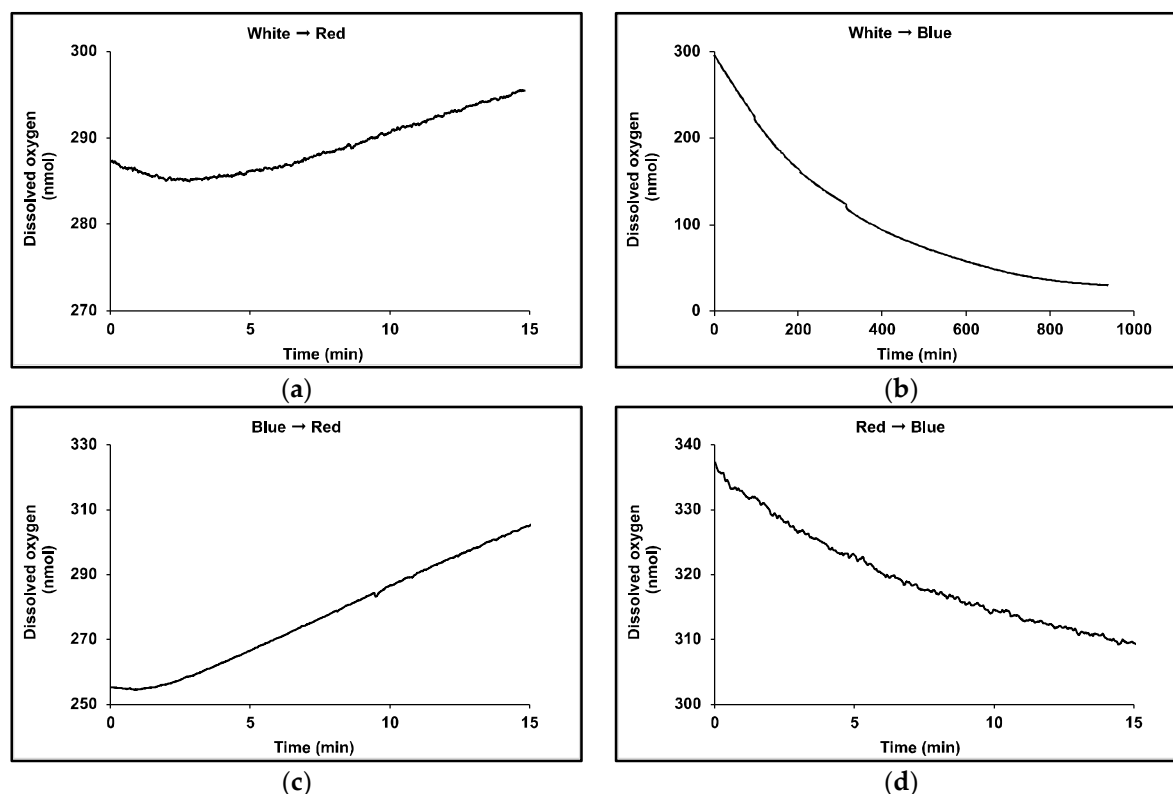 White → Red
300
290
280
270
Dissolved oxygen
(nmol)
0 5 10 15
Time (min)
(a)
White → Blue
300
200
100
0
Dissolved oxygen
(nmol)
0 200 400 600 800 1000
Time (min)
(b)
Blue → Red
330
310
290
270
250
Dissolved oxygen
(nmol)
0 5 10 15
Time (min)
(c)
Red → Blue
340
330
320
310
300
Dissolved oxygen
(nmol)
0 5 10 15
Time (min)
(d)